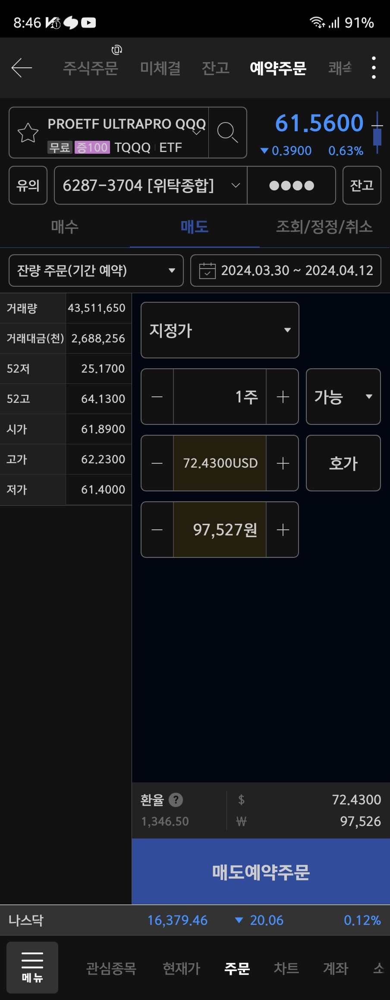 8:46 91%
주식주문 미체결 잔고 예약주문 쾌속
PROETF ULTRAPRO QQQ
무료 증100 TQQQ ETF
61.5600
▼ 0.3900 0.63%
유의 6287-3704 [위탁종합] ●●●● 잔고
매수 매도 조회/정정/취소
잔량 주문(기간 예약) 2024.03.30 ~ 2024.04.12
거래량 43,511,650
거래대금(천) 2,688,256
52저 25.1700
52고 64.1300
시가 61.8900
고가 62.2300
저가 61.4000
지정가
1주 가능
72.4300USD 호가
97,527원
환율 ? $ 72.4300
1,346.50 ₩ 97,526
매도예약주문
나스닥 16,379.46 ▼ 20.06 0.12%
메뉴 관심종목 현재가 주문 차트 계좌